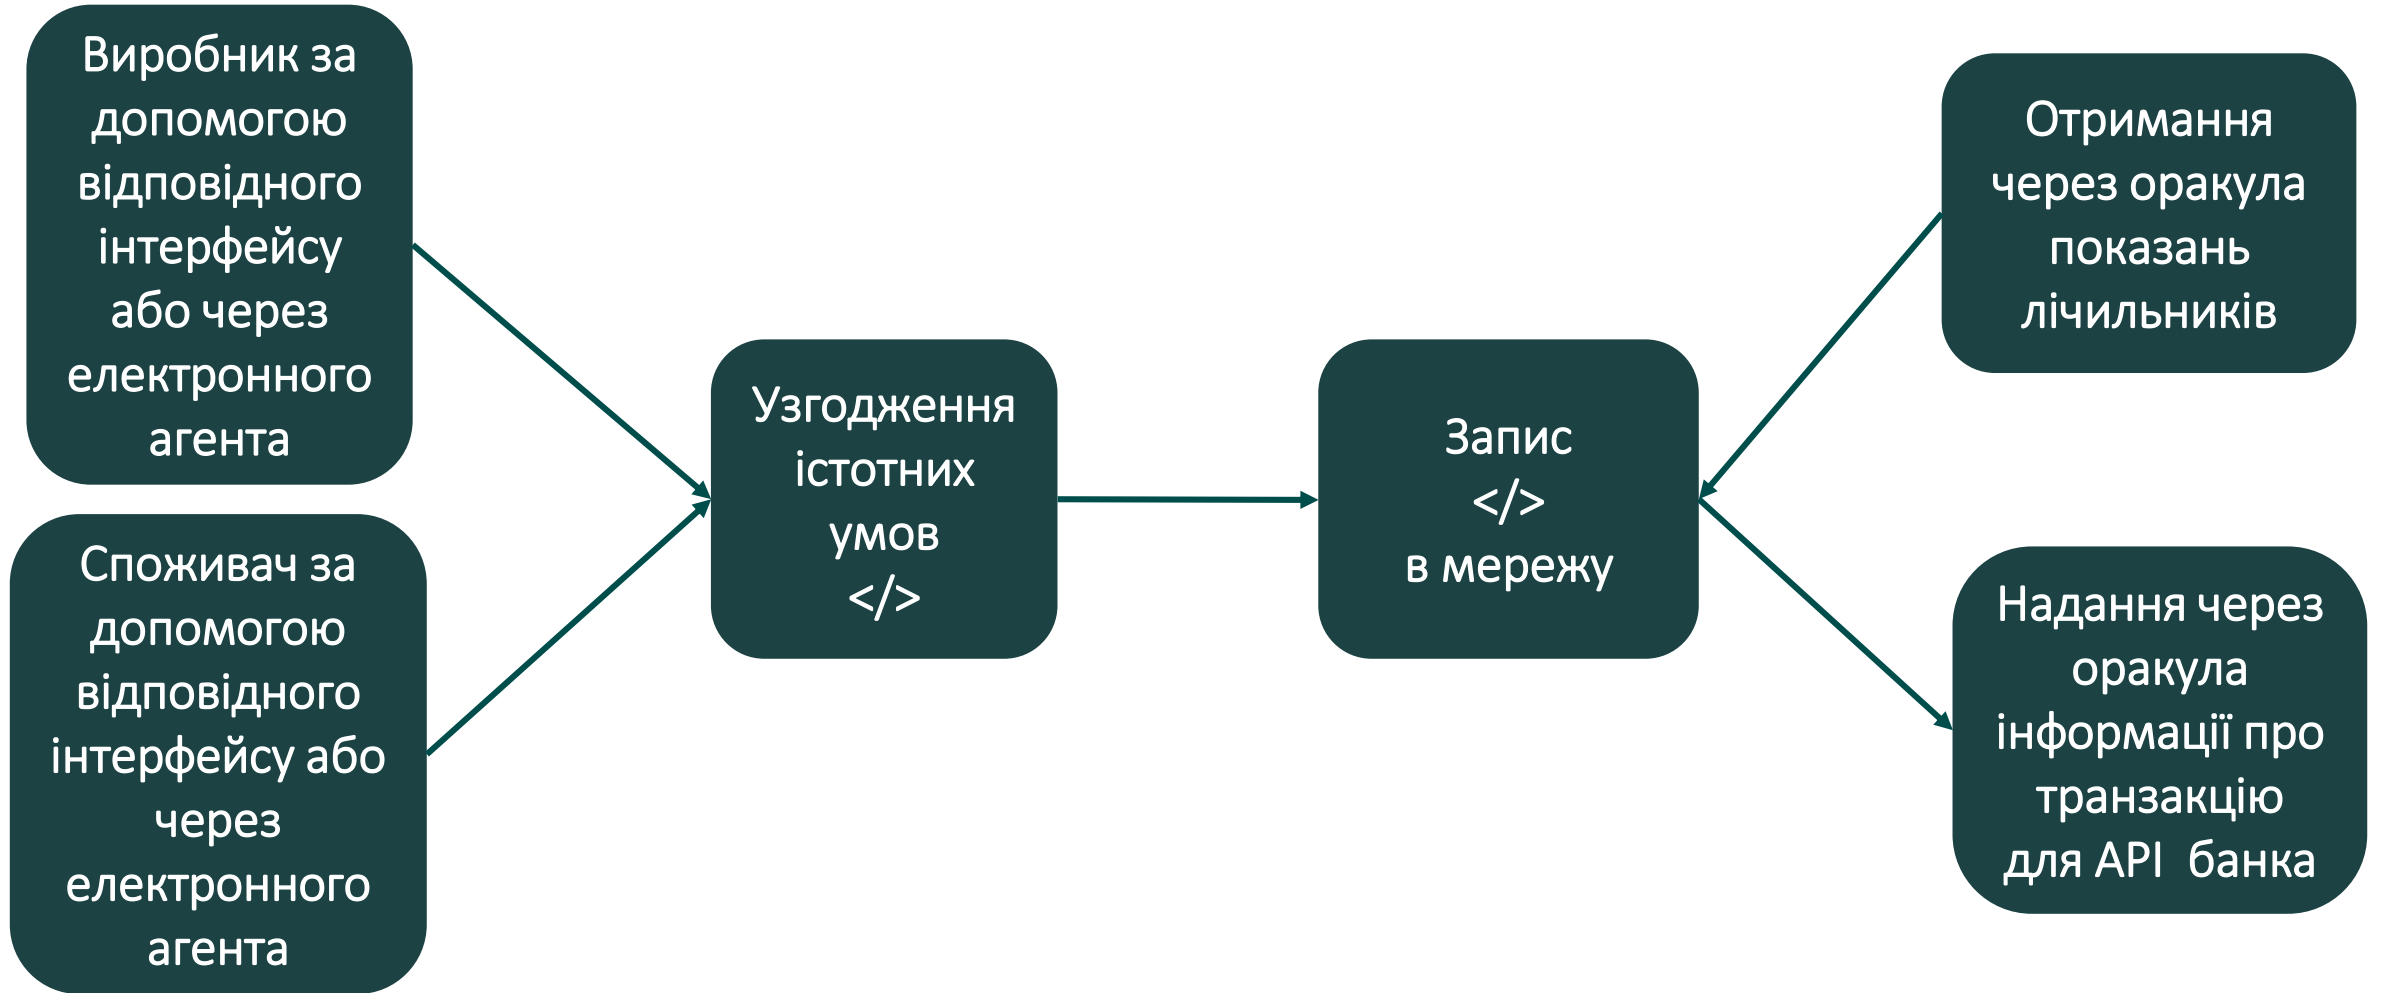 Виробник за
допомогою
відповідного
інтерфейсу
або через
електронного
агента
Споживач за
допомогою
відповідного
інтерфейсу або
через
електронного
агента
Узгодження
істотних
умов
</>
Запис
</>
в мережу
Отримання
через оракула
показань
лічильників
Надання через
оракула
інформації про
транзакцію
для АРІ  банка